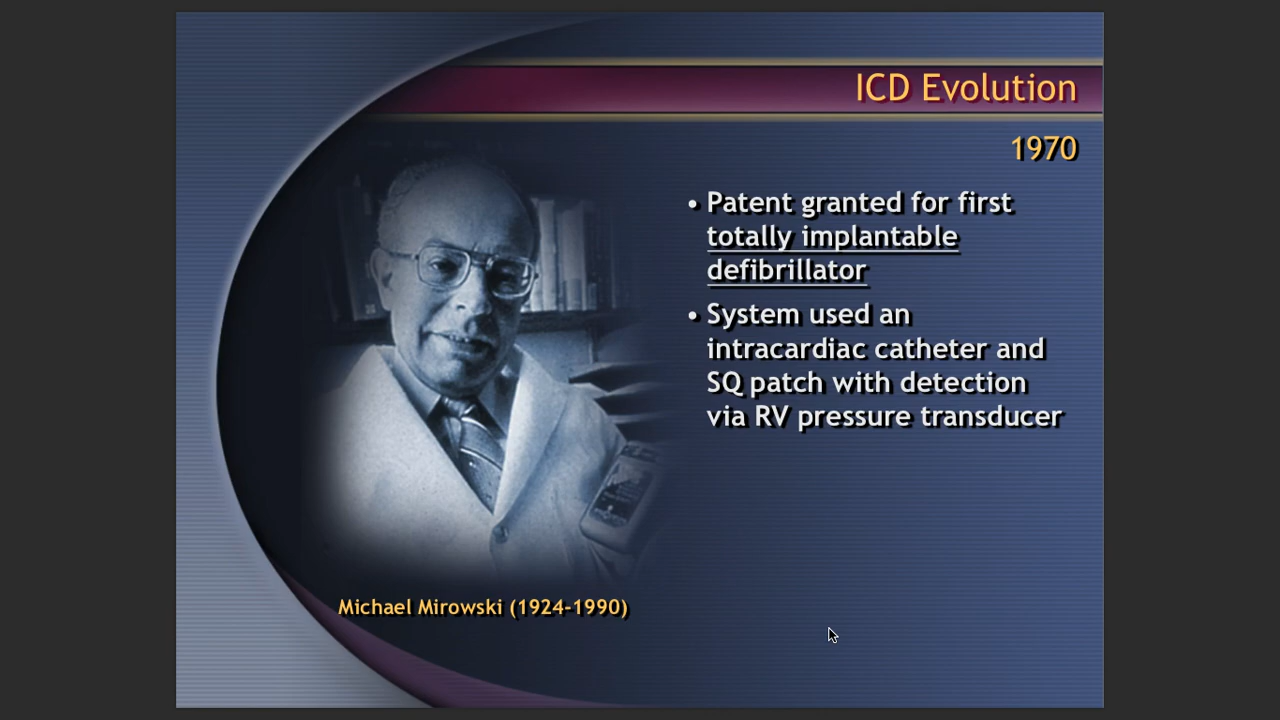 ICD Evolution
1970
• Patent granted for first
totally implantable
defibrillator
• System used an
intracardiac catheter and
SQ patch with detection
via RV pressure transducer
Michael Mirowski (1924-1990)